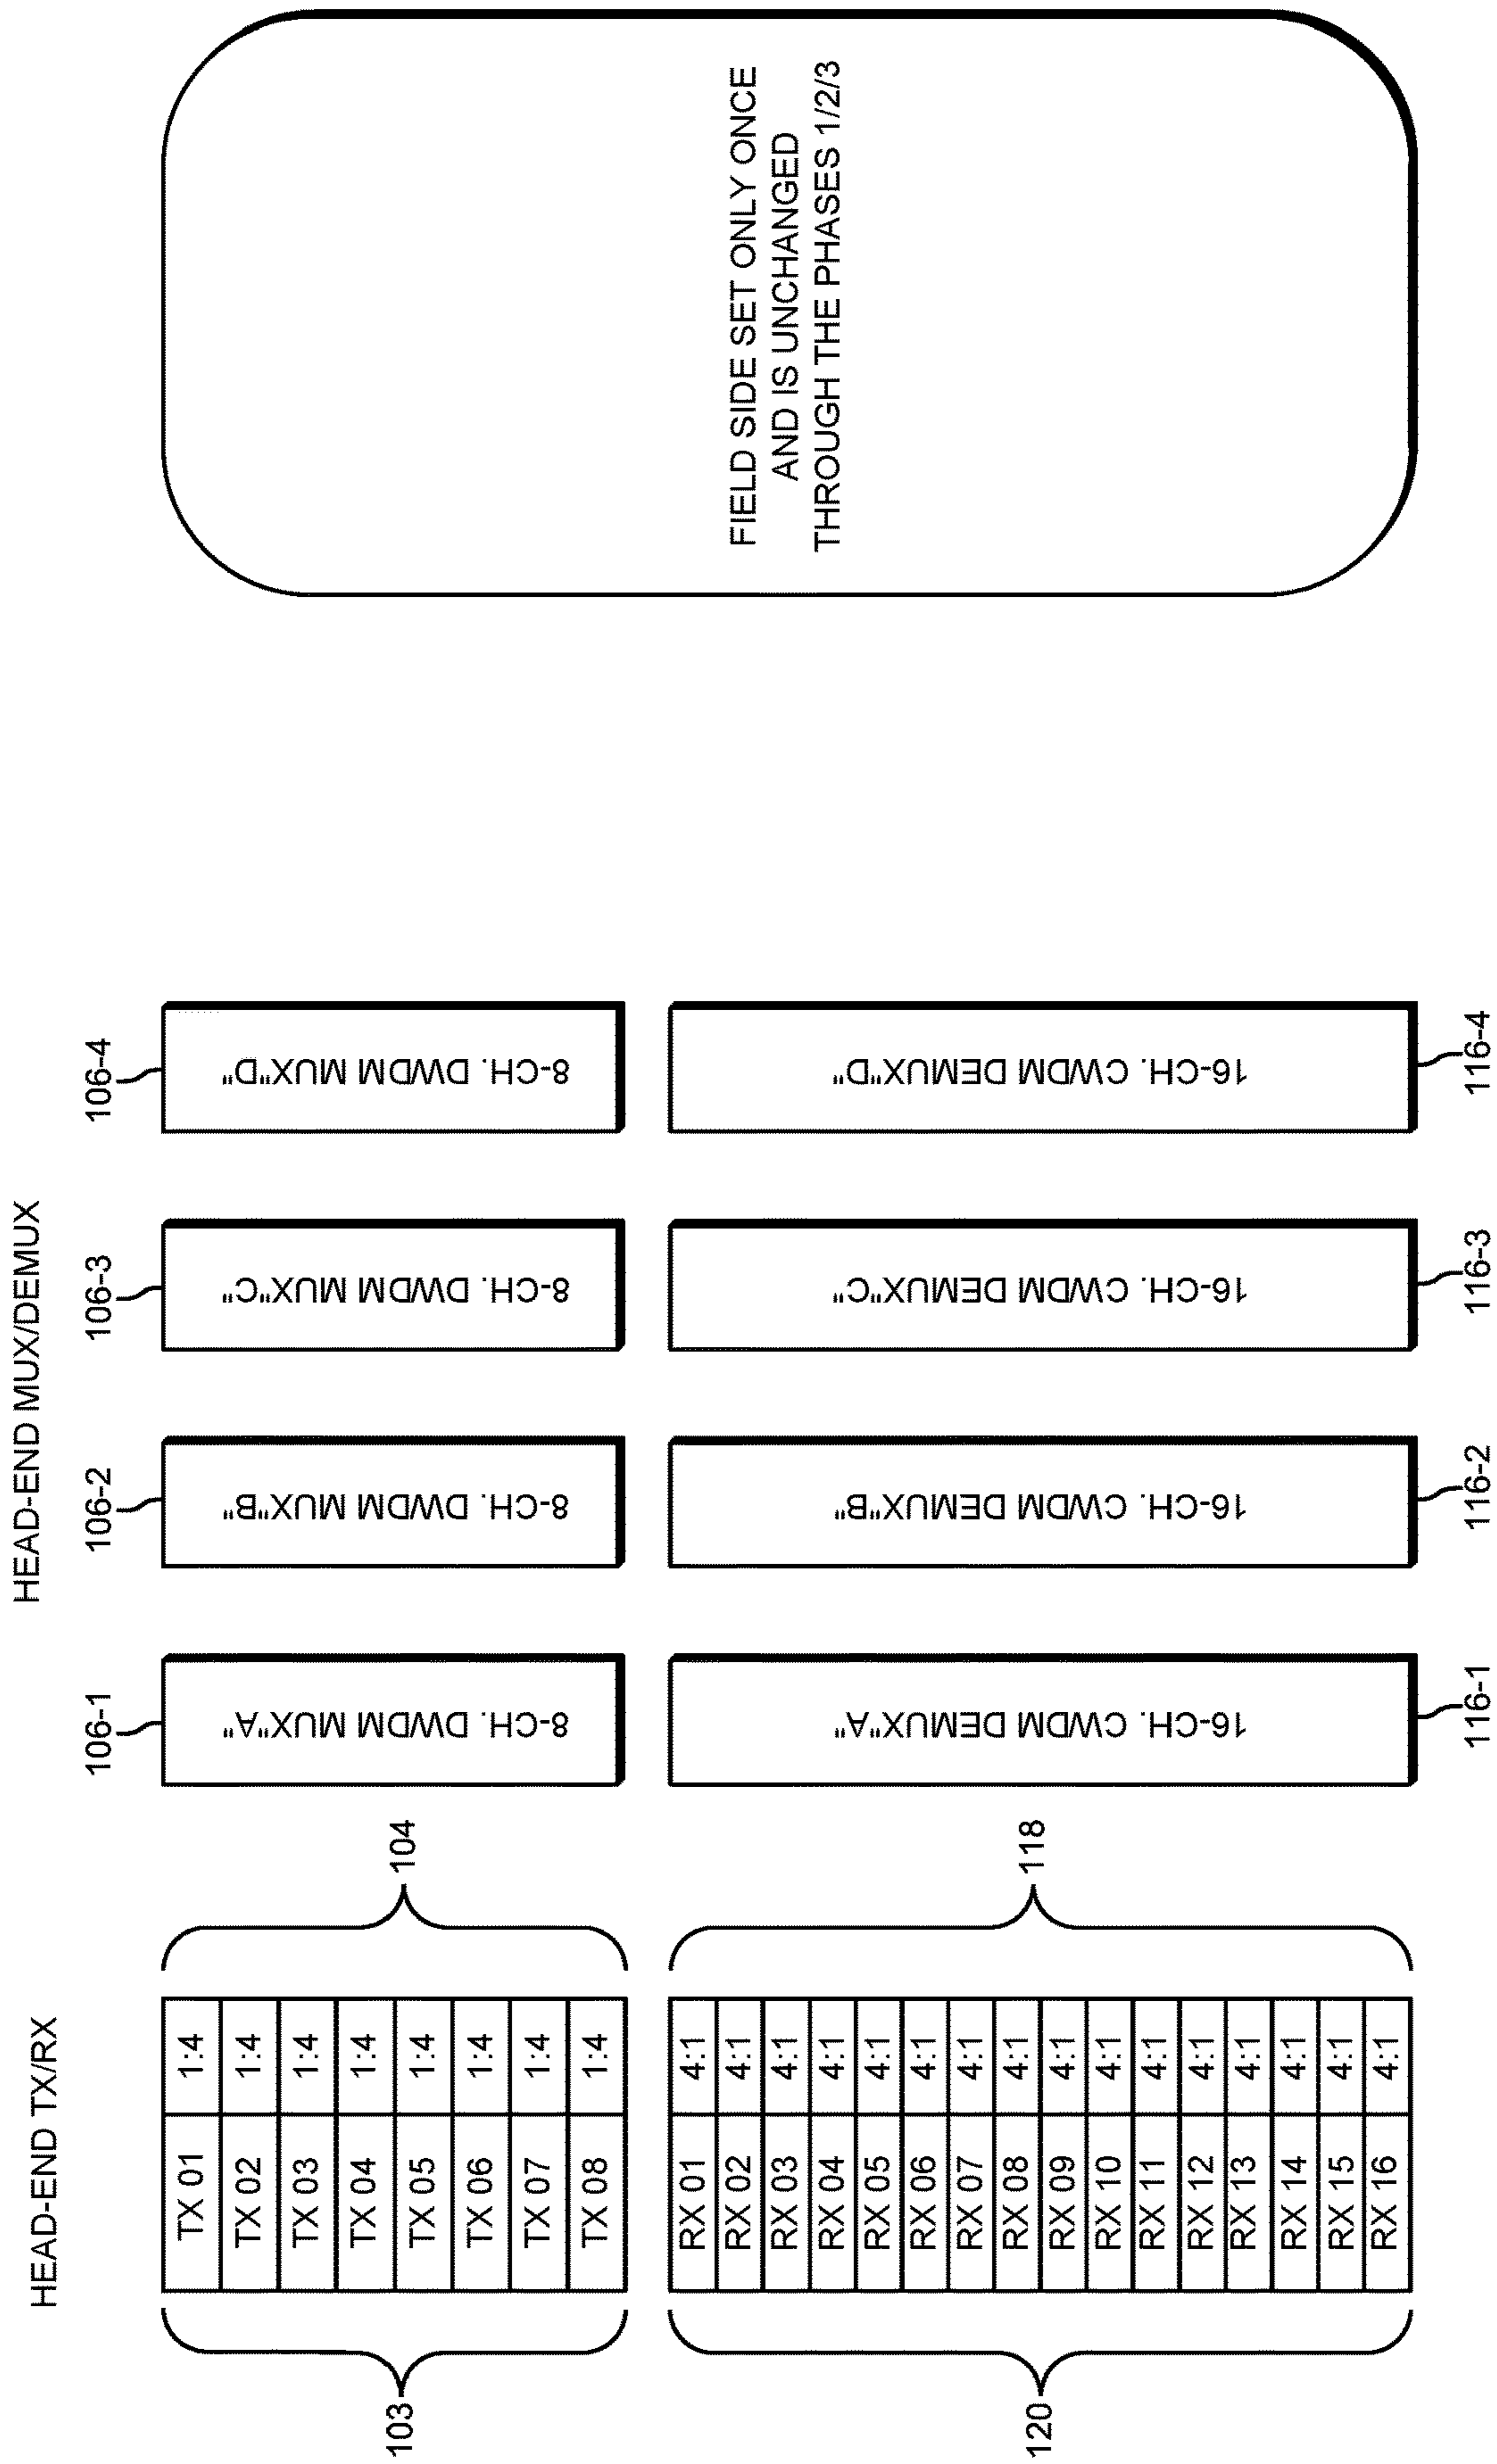 HEAD-END TX/RX
HEAD-END MUX/DEMUX
103
TX 01 1:4
TX 02 1:4
TX 03 1:4
TX 04 1:4
TX 05 1:4
TX 06 1:4
TX 07 1:4
TX 08 1:4
104
120
RX 01 4:1
RX 02 4:1
RX 03 4:1
RX 04 4:1
RX 05 4:1
RX 06 4:1
RX 07 4:1
RX 08 4:1
RX 09 4:1
RX 10 4:1
RX 11 4:1
RX 12 4:1
RX 13 4:1
RX 14 4:1
RX 15 4:1
RX 16 4:1
118
106-1
8-CH. DWDM MUX"A"
106-2
8-CH. DWDM MUX"B"
106-3
8-CH. DWDM MUX"C"
106-4
8-CH. DWDM MUX"D"
16-CH. CWDM DEMUX"A"
116-1
16-CH. CWDM DEMUX"B"
116-2
16-CH. CWDM DEMUX"C"
116-3
16-CH. CWDM DEMUX"D"
116-4
FIELD SIDE SET ONLY ONCE
AND IS UNCHANGED
THROUGH THE PHASES 1/2/3